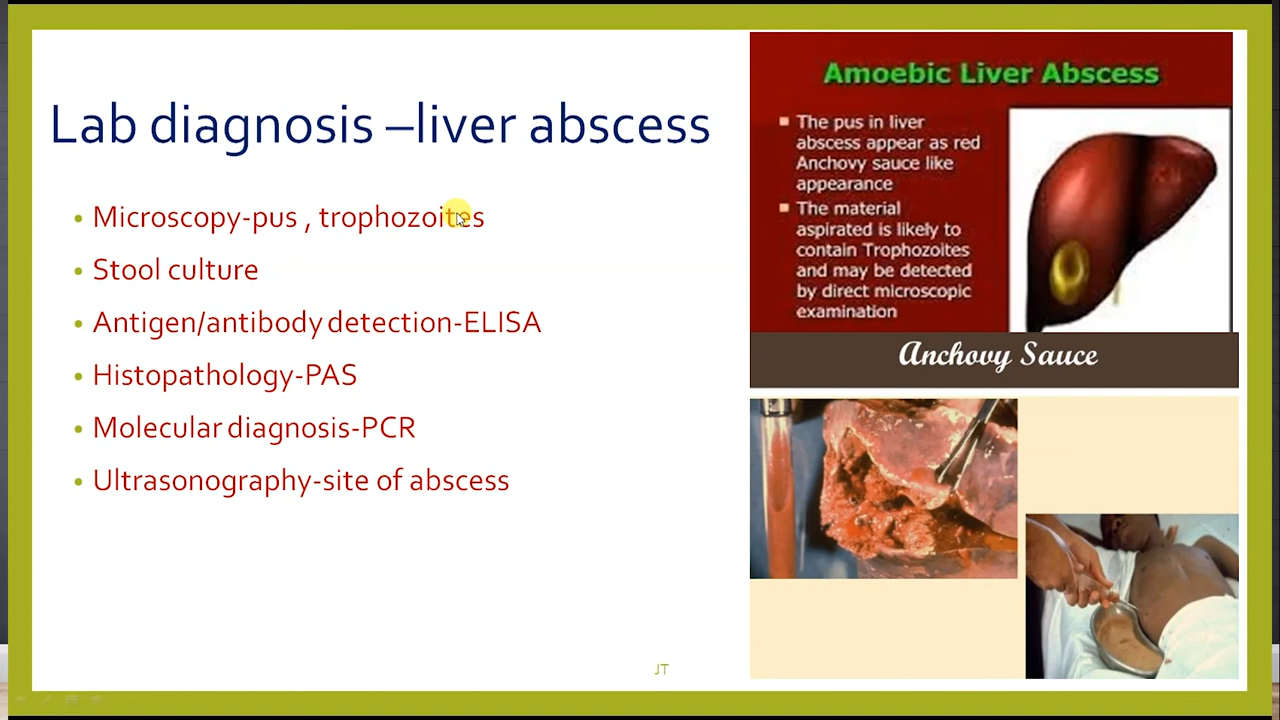 Lab diagnosis –liver abscess
• Microscopy-pus , trophozoites
• Stool culture
• Antigen/antibody detection-ELISA
• Histopathology-PAS
• Molecular diagnosis-PCR
• Ultrasonography-site of abscess
JT
Amoebic Liver Abscess
The pus in liver
abscess appear as red
Anchovy sauce like
appearance
The material
aspirated is likely to
contain Trophozoites
and may be detected
by direct microscopic
examination
Anchovy Sauce